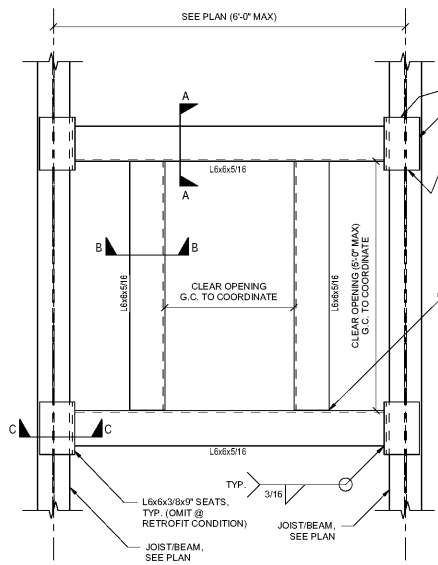 SEE PLAN (6'-0" MAX)
A
L6x6x5/16
A
B
B
L6x6x5/16
CLEAR OPENING
G.C. TO COORDINATE
L6x6x5/16
CLEAR OPENING (5'-0" MAX)
G.C. TO COORDINATE
C
C
L6x6x5/16
L6x6x3/8x9" SEATS,
TYP. (OMIT @
RETROFIT CONDITION)
TYP.
3/16
JOIST/BEAM,
SEE PLAN
JOIST/BEAM,
SEE PLAN